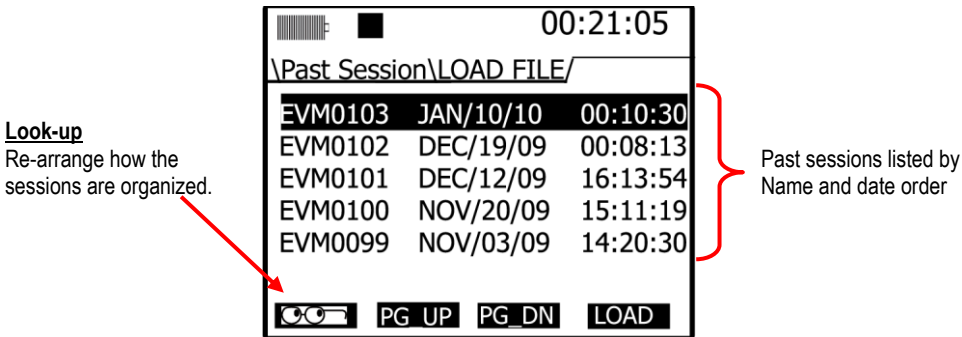 00:21:05
\Past Session\LOAD FILE/
EVM0103 JAN/10/10 00:10:30
EVM0102 DEC/19/09 00:08:13
EVM0101 DEC/12/09 16:13:54
EVM0100 NOV/20/09 15:11:19
EVM0099 NOV/03/09 14:20:30
PG_UP PG_DN LOAD
Look-up
Re-arrange how the
sessions are organized.
Past sessions listed by
Name and date order